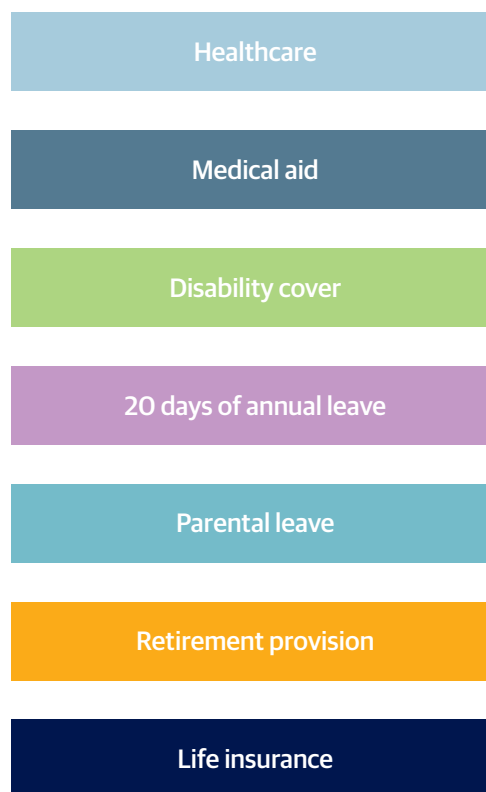 Healthcare
Medical aid
Disability cover
20 days of annual leave
Parental leave
Retirement provision
Life insurance